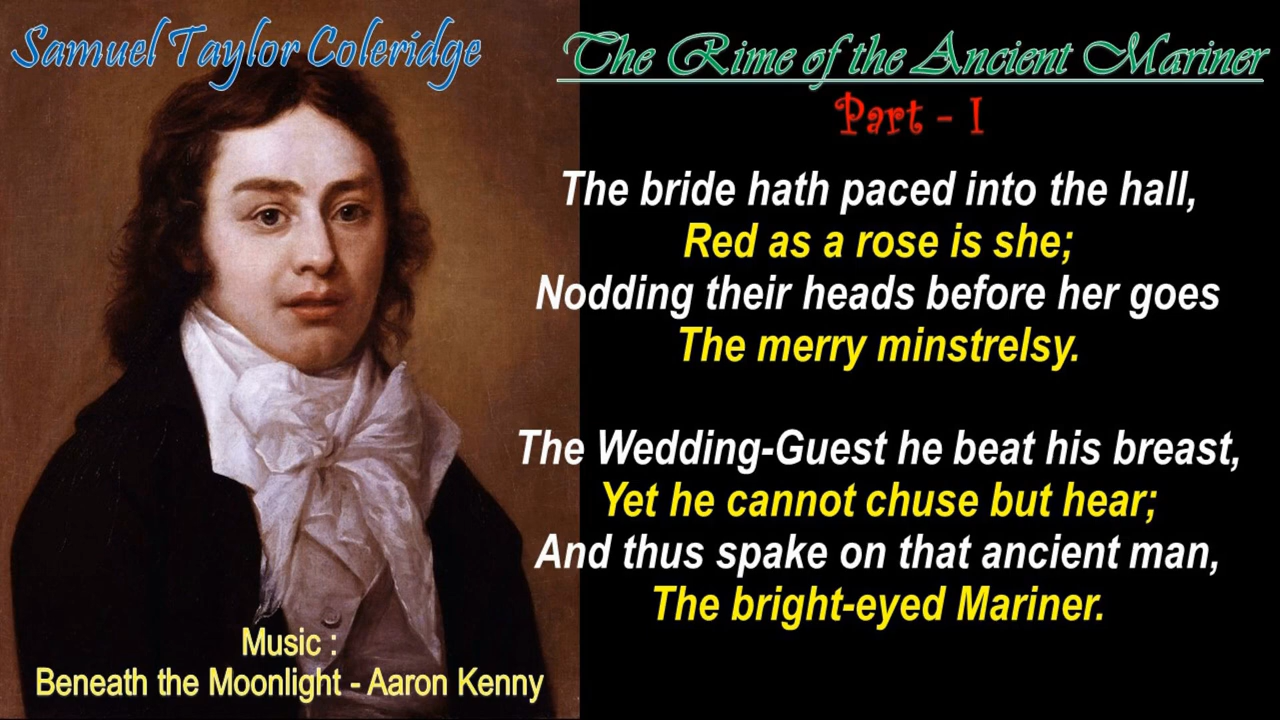 Samuel Taylor Coleridge
The Rime of the Ancient Mariner
Part - I
The bride hath paced into the hall,
Red as a rose is she;
Nodding their heads before her goes
The merry minstrelsy.
The Wedding-Guest he beat his breast,
Yet he cannot chuse but hear;
And thus spake on that ancient man,
The bright-eyed Mariner.
Music :
Beneath the Moonlight - Aaron Kenny